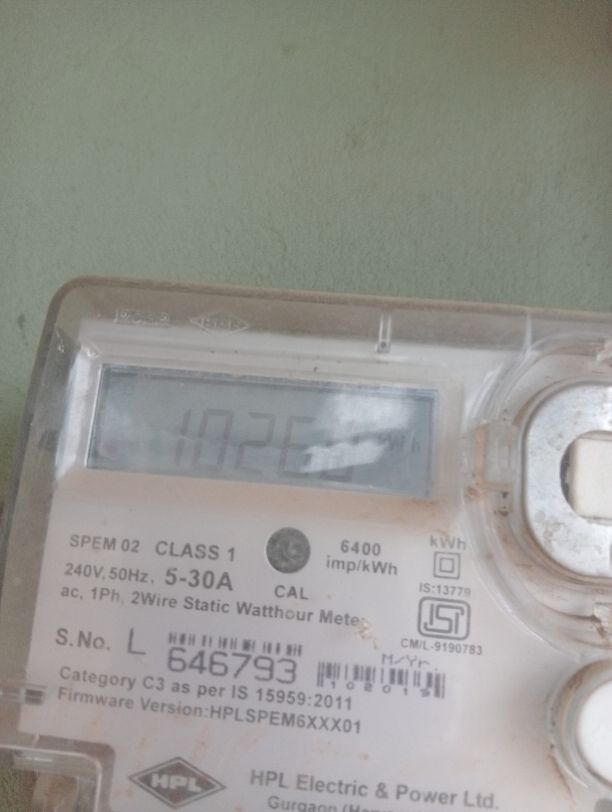 kWh
SPEM 02 CLASS 1
6400
imp/kWh
kWh
240V, 50Hz, 5-30A
CAL
IS:13779
ac, 1Ph, 2Wire Static Watthour Meter
CM/L-9190783
S.No. L 646793
M/Yr.
102019
Category C3 as per IS 15959:2011
Firmware Version:HPLSPEM6XXX01
HPL
HPL Electric & Power Ltd.
Gurgaon